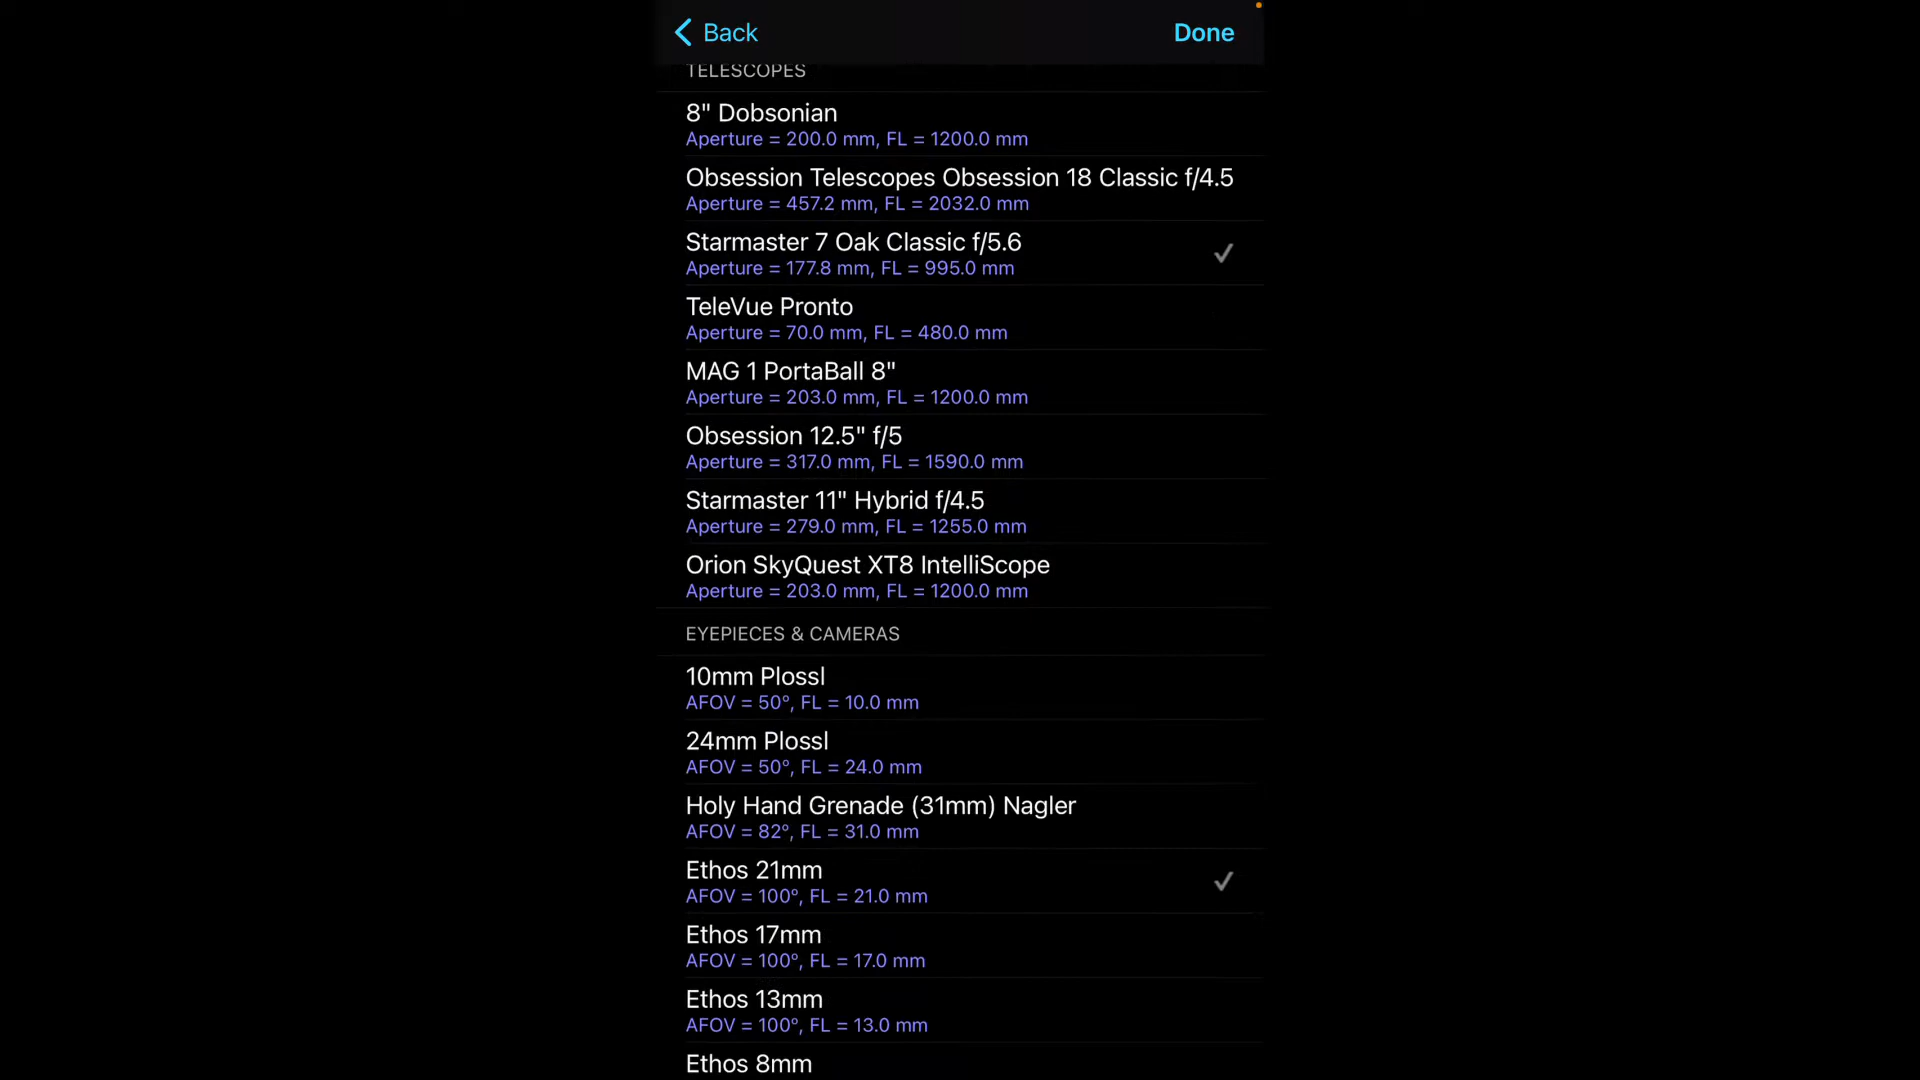 Back
Done
TELESCOPES
8" Dobsonian
Aperture = 200.0 mm, FL = 1200.0 mm
Obsession Telescopes Obsession 18 Classic f/4.5
Aperture = 457.2 mm, FL = 2032.0 mm
Starmaster 7 Oak Classic f/5.6
Aperture = 177.8 mm, FL = 995.0 mm
TeleVue Pronto
Aperture = 70.0 mm, FL = 480.0 mm
MAG 1 PortaBall 8"
Aperture = 203.0 mm, FL = 1200.0 mm
Obsession 12.5" f/5
Aperture = 317.0 mm, FL = 1590.0 mm
Starmaster 11" Hybrid f/4.5
Aperture = 279.0 mm, FL = 1255.0 mm
Orion SkyQuest XT8 IntelliScope
Aperture = 203.0 mm, FL = 1200.0 mm
EYEPIECES & CAMERAS
10mm Plossl
AFOV = 50°, FL = 10.0 mm
24mm Plossl
AFOV = 50°, FL = 24.0 mm
Holy Hand Grenade (31mm) Nagler
AFOV = 82°, FL = 31.0 mm
Ethos 21mm
AFOV = 100°, FL = 21.0 mm
Ethos 17mm
AFOV = 100°, FL = 17.0 mm
Ethos 13mm
AFOV = 100°, FL = 13.0 mm
Ethos 8mm